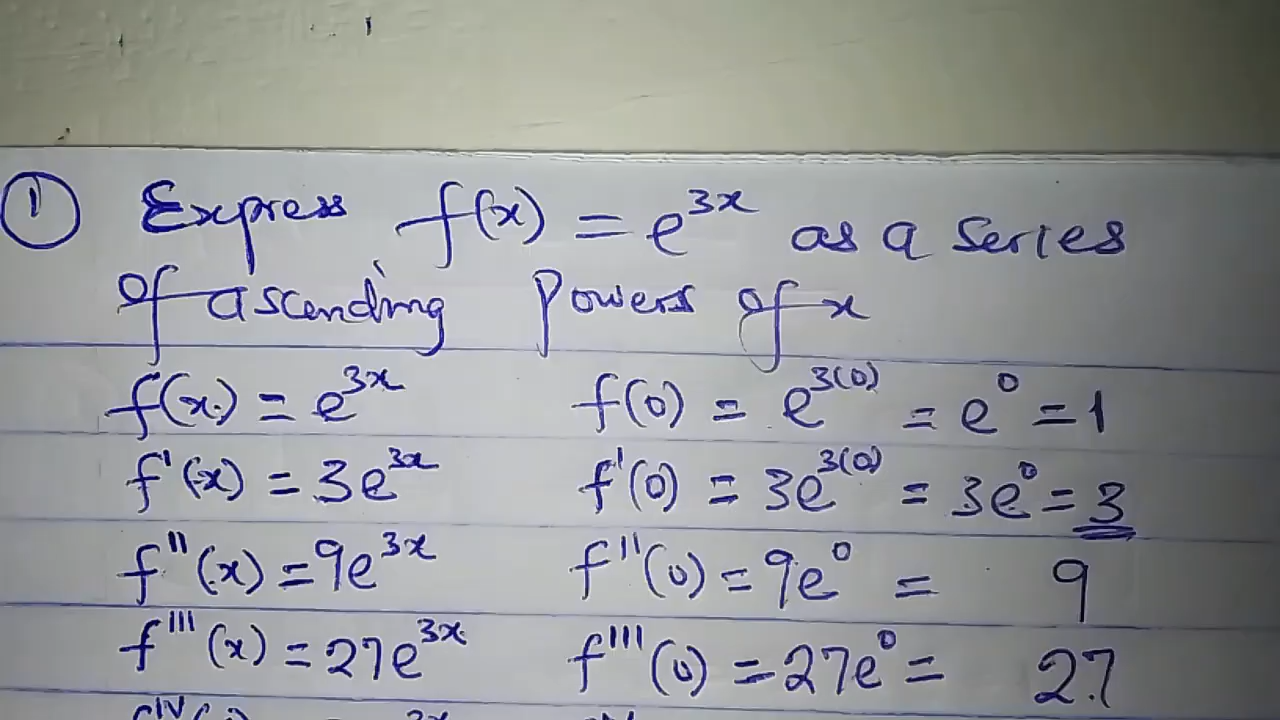 ① Express f(x) = e^{3x} as a series
of ascending Powers of x
f(x) = e^{3x} f(0) = e^{3(0)} = e^0 = 1
f'(x) = 3e^{3x} f'(0) = 3e^{3(0)} = 3e^0 = 3
f''(x) = 9e^{3x} f''(0) = 9e^0 = 9
f'''(x) = 27e^{3x} f'''(0) = 27e^0 = 27